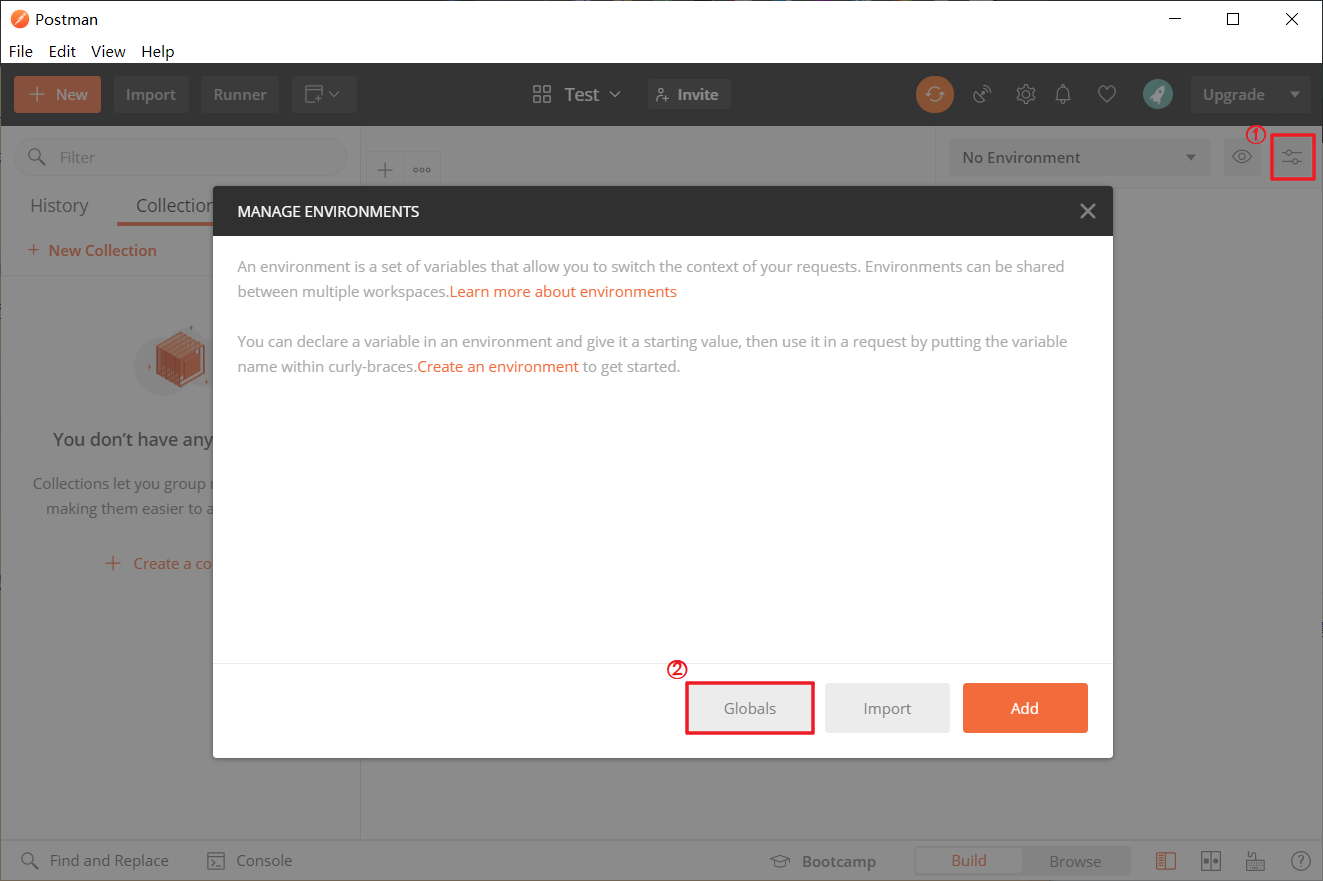 Postman
File Edit View Help
New Import Runner Test Invite Upgrade
①
Filter
No Environment
History Collection
MANAGE ENVIRONMENTS
New Collection
An environment is a set of variables that allow you to switch the context of your requests. Environments can be shared
between multiple workspaces.Learn more about environments
You can declare a variable in an environment and give it a starting value, then use it in a request by putting the variable
name within curly-braces.Create an environment to get started.
You don’t have any
Collections let you group
making them easier to a
Create a co
②
Globals Import Add
Find and Replace Console Bootcamp Build Browse